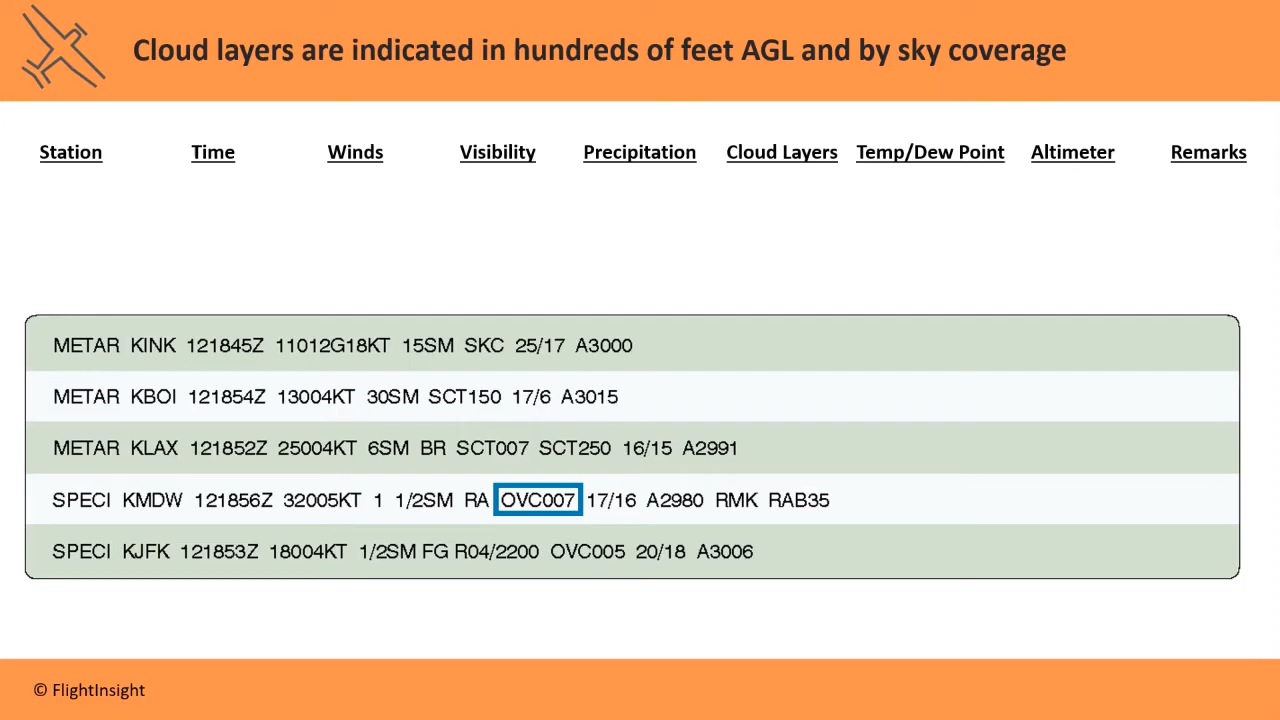 Cloud layers are indicated in hundreds of feet AGL and by sky coverage
Station Time Winds Visibility Precipitation Cloud Layers Temp/Dew Point Altimeter Remarks
METAR KINK 121845Z 11012G18KT 15SM SKC 25/17 A3000
METAR KBOI 121854Z 13004KT 30SM SCT150 17/6 A3015
METAR KLAX 121852Z 25004KT 6SM BR SCT007 SCT250 16/15 A2991
SPECI KMDW 121856Z 32005KT 1 1/2SM RA OVC007 17/16 A2980 RMK RAB35
SPECI KJFK 121853Z 18004KT 1/2SM FG R04/2200 OVC005 20/18 A3006
© FlightInsight